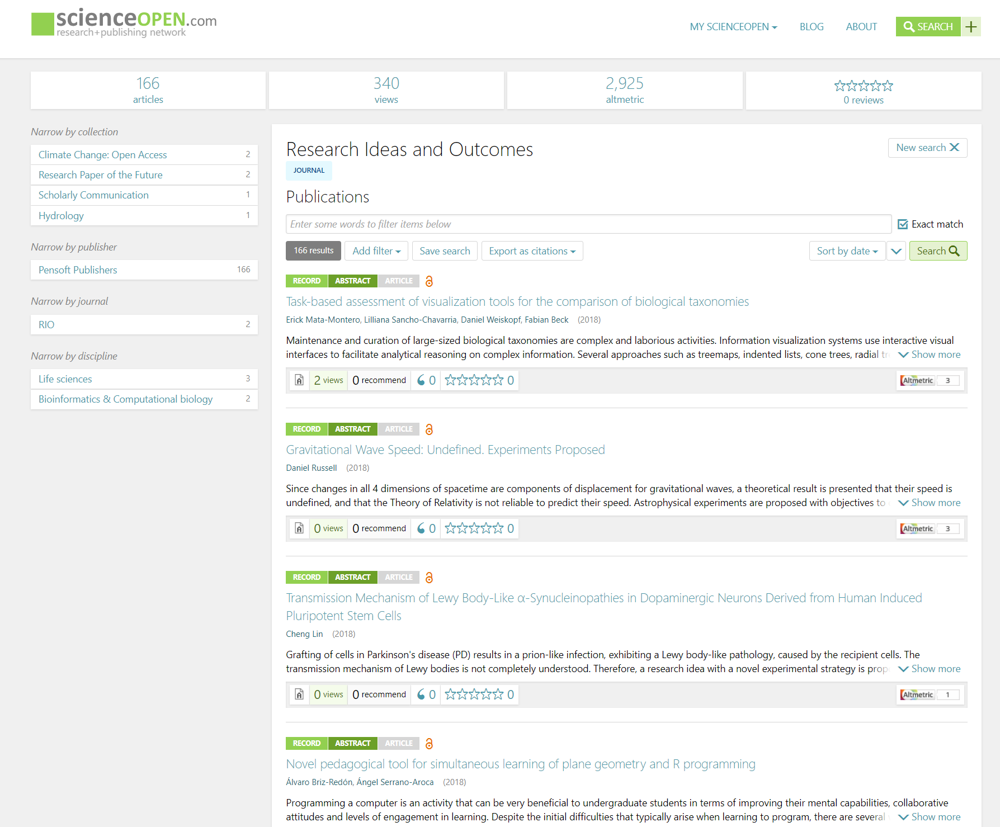 scienceOPEN.com
research+publishing network
MY SCIENCEOPEN
BLOG
ABOUT
SEARCH
166
articles
340
views
2,925
altmetric
0 reviews
Narrow by collection
Climate Change: Open Access 2
Research Paper of the Future 2
Scholarly Communication 1
Hydrology 1
Narrow by publisher
Pensoft Publishers 166
Narrow by journal
RIO 2
Narrow by discipline
Life sciences 3
Bioinformatics & Computational biology 2
Research Ideas and Outcomes
New search
JOURNAL
Publications
Enter some words to filter items below
Exact match
166 results
Add filter
Save search
Export as citations
Sort by date
Search
RECORD ABSTRACT ARTICLE
Task-based assessment of visualization tools for the comparison of biological taxonomies
Erick Mata-Montero, Lilliana Sancho-Chavarria, Daniel Weiskopf, Fabian Beck (2018)
Maintenance and curation of large-sized biological taxonomies are complex and laborious activities. Information visualization systems use interactive visual
interfaces to facilitate analytical reasoning on complex information. Several approaches such as treemaps, indented lists, cone trees, radial tr Show more
2 views 0 recommend 0 0 Altmetric 3
RECORD ABSTRACT ARTICLE
Gravitational Wave Speed: Undefined. Experiments Proposed
Daniel Russell (2018)
Since changes in all 4 dimensions of spacetime are components of displacement for gravitational waves, a theoretical result is presented that their speed is
undefined, and that the Theory of Relativity is not reliable to predict their speed. Astrophysical experiments are proposed with objectives to Show more
0 views 0 recommend 0 0 Altmetric 3
RECORD ABSTRACT ARTICLE
Transmission Mechanism of Lewy Body-Like α-Synucleinopathies in Dopaminergic Neurons Derived from Human Induced
Pluripotent Stem Cells
Cheng Lin (2018)
Grafting of cells in Parkinson's disease (PD) results in a prion-like infection, exhibiting a Lewy body-like pathology, caused by the recipient cells. The
transmission mechanism of Lewy bodies is not completely understood. Therefore, a research idea with a novel experimental strategy is prop Show more
0 views 0 recommend 0 0 Altmetric 1
RECORD ABSTRACT ARTICLE
Novel pedagogical tool for simultaneous learning of plane geometry and R programming
Álvaro Briz-Redón, Ángel Serrano-Aroca (2018)
Programming a computer is an activity that can be very beneficial to undergraduate students in terms of improving their mental capabilities, collaborative
attitudes and levels of engagement in learning. Despite the initial difficulties that typically arise when learning to program, there are several Show more